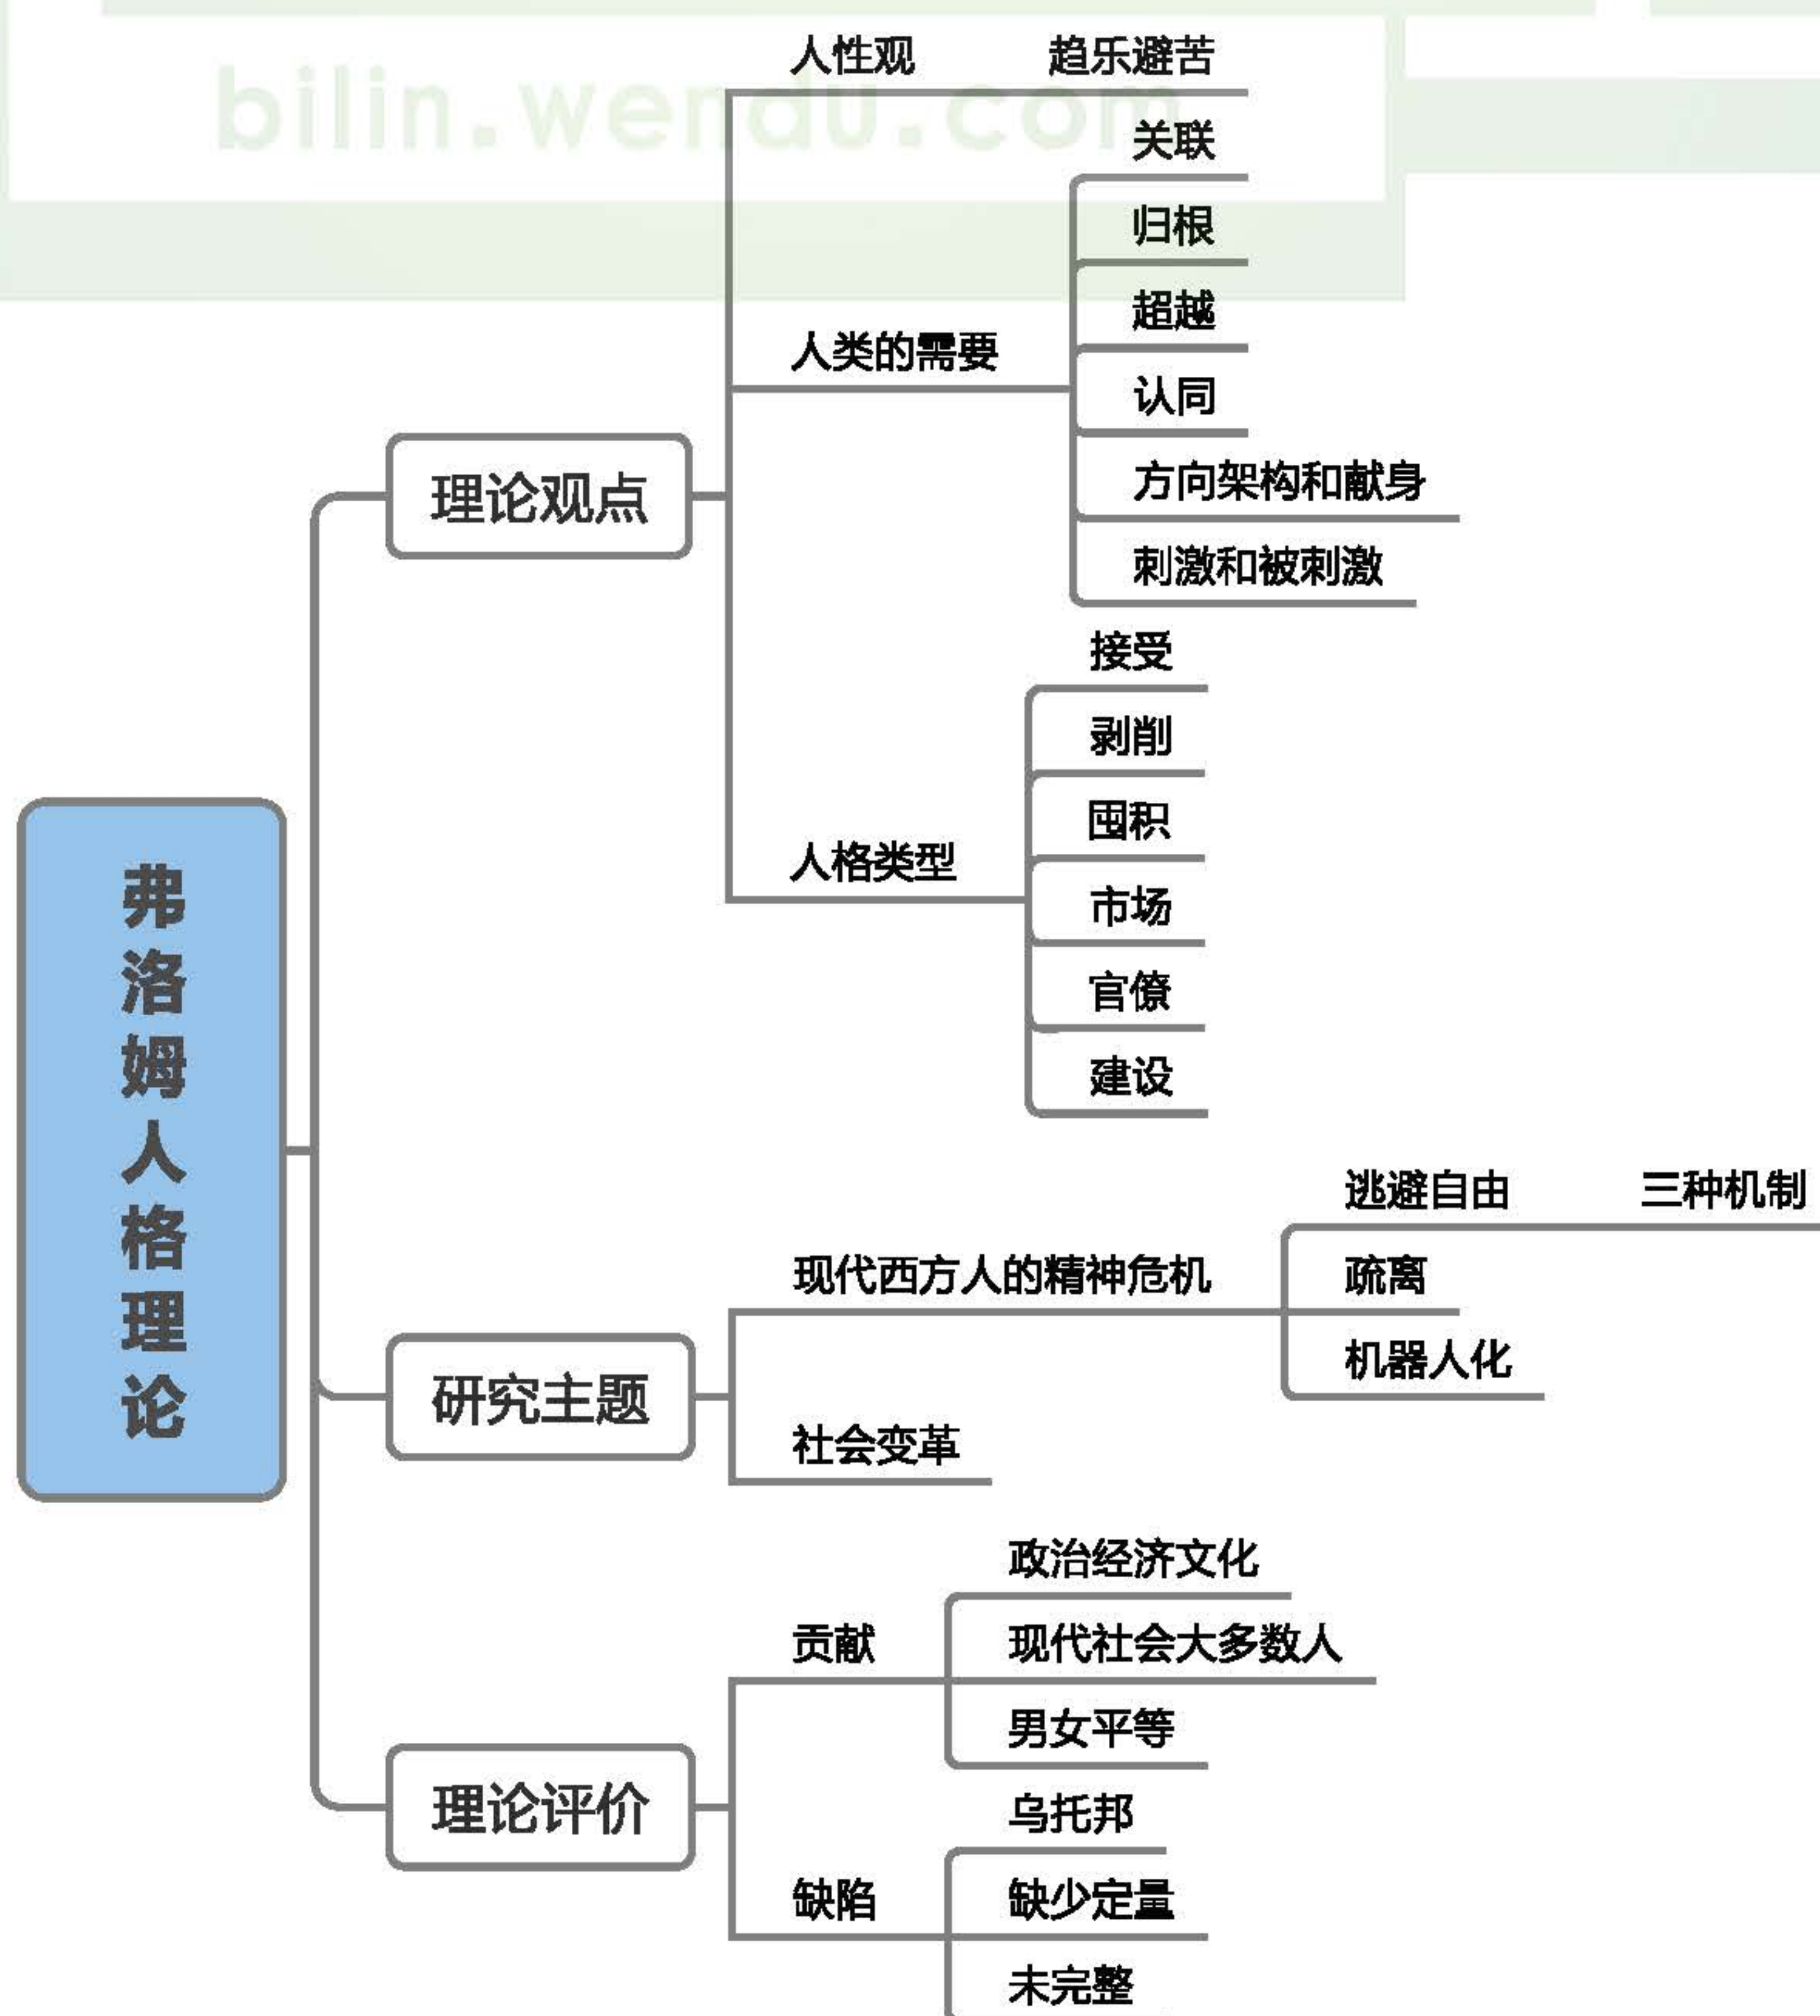 bilin.wendu.com
弗洛姆人格理论
理论观点
人性观
趋乐避苦
人类的需要
关联
归根
超越
认同
方向架构和献身
刺激和被刺激
人格类型
接受
剥削
囤积
市场
官僚
建设
研究主题
现代西方人的精神危机
逃避自由
三种机制
疏离
机器人化
社会变革
理论评价
贡献
政治经济文化
现代社会大多数人
男女平等
缺陷
乌托邦
缺少定量
未完整